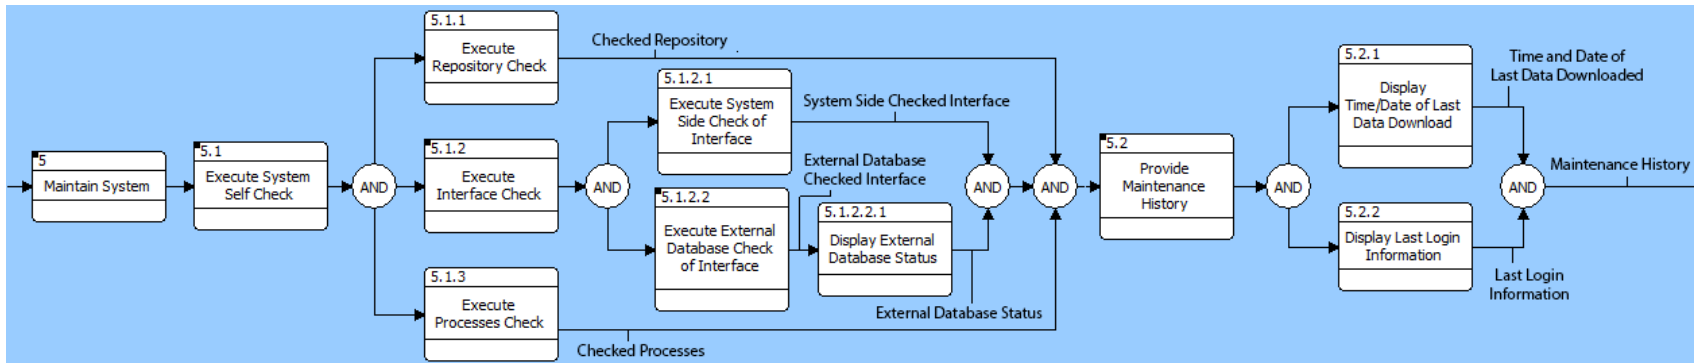 5
Maintain System
5.1
Execute System
Self Check
AND
5.1.1
Execute
Repository Check
Checked Repository
5.1.2
Execute
Interface Check
AND
5.1.2.1
Execute System
Side Check of
Interface
System Side Checked Interface
5.1.2.2
Execute External
Database Check
of Interface
External Database
Checked Interface
5.1.2.2.1
Display External
Database Status
External Database Status
AND
5.1.3
Execute
Processes Check
Checked Processes
AND
5.2
Provide
Maintenance
History
AND
5.2.1
Display
Time/Date of Last
Data Download
Time and Date of
Last Data Downloaded
5.2.2
Display Last Login
Information
Last Login
Information
AND
Maintenance History